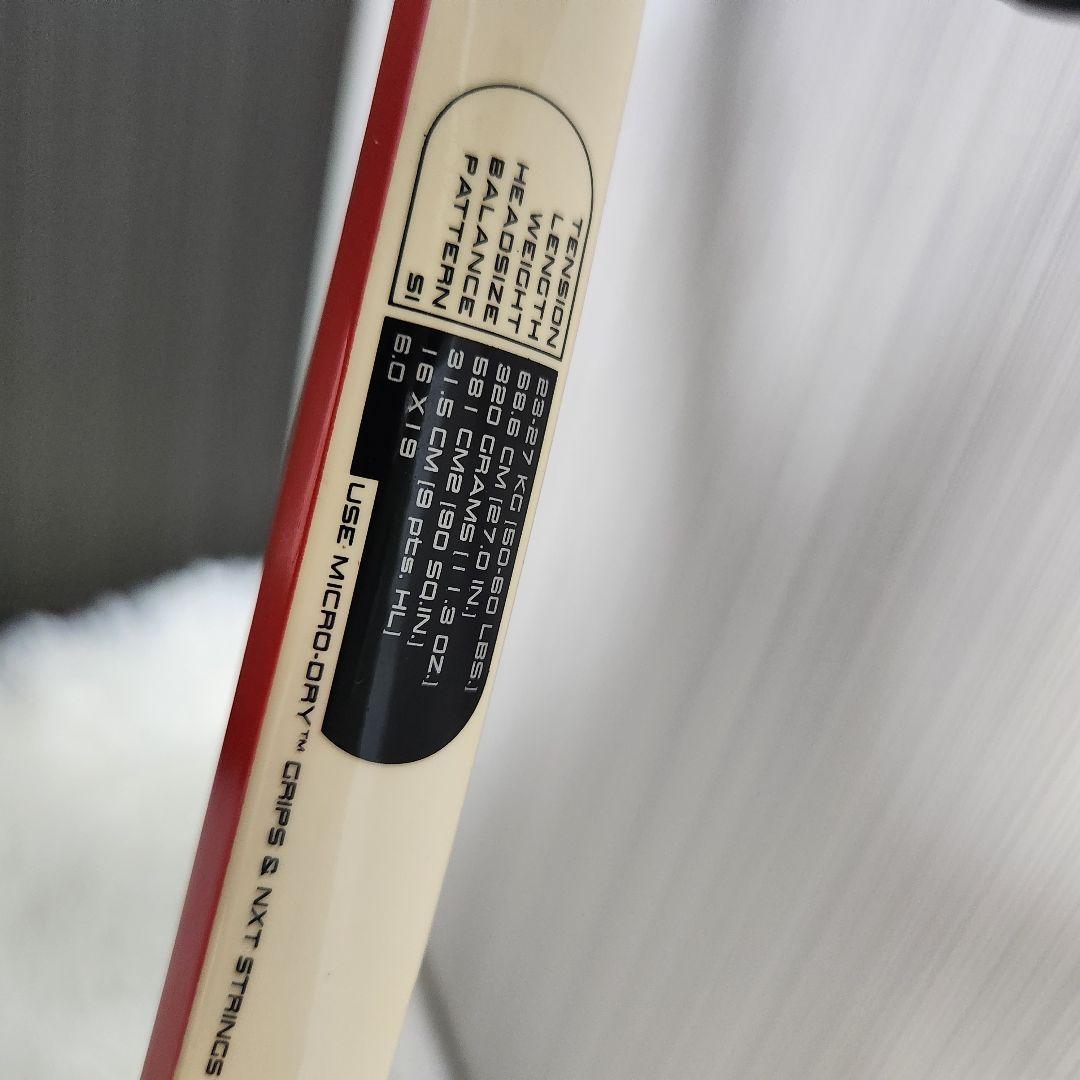 TENSION 23-27 KG [50-60 LBS.]
LENGTH 68.6 CM [27.0 IN.]
WEIGHT 320 GRAMS [11.3 OZ.]
HEADSIZE 581 CM2 [90 SQ.IN.]
BALANCE 31.5 CM [9 pts. HL]
PATTERN 16 X 19
SI 6.0
USE MICRO-DRY™ GRIPS & NXT STRINGS